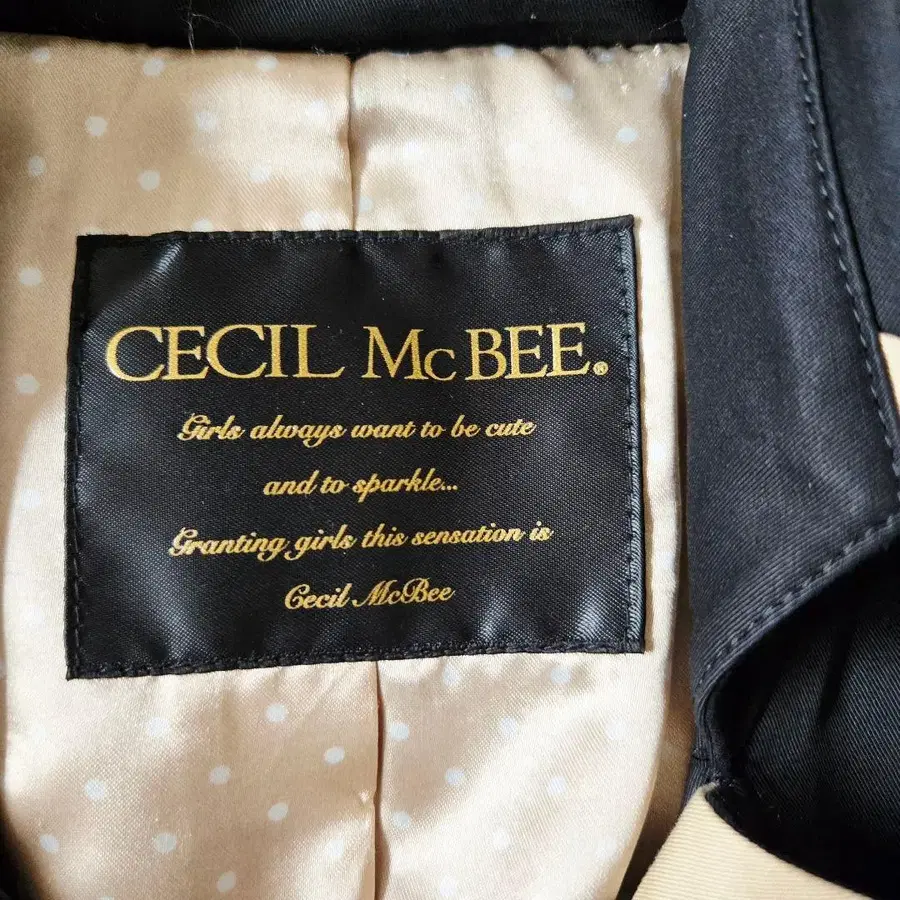 CECIL McBEE®
Girls always want to be cute
and to sparkle...
Granting girls this sensation is
Cecil McBee